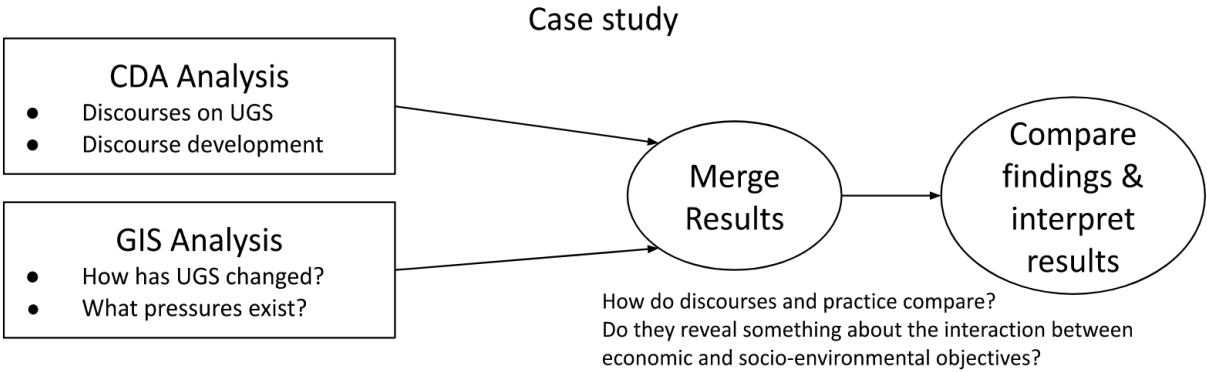 Case study
CDA Analysis
● Discourses on UGS
● Discourse development
GIS Analysis
● How has UGS changed?
● What pressures exist?
Merge
Results
Compare
findings &
interpret
results
How do discourses and practice compare?
Do they reveal something about the interaction between
economic and socio-environmental objectives?